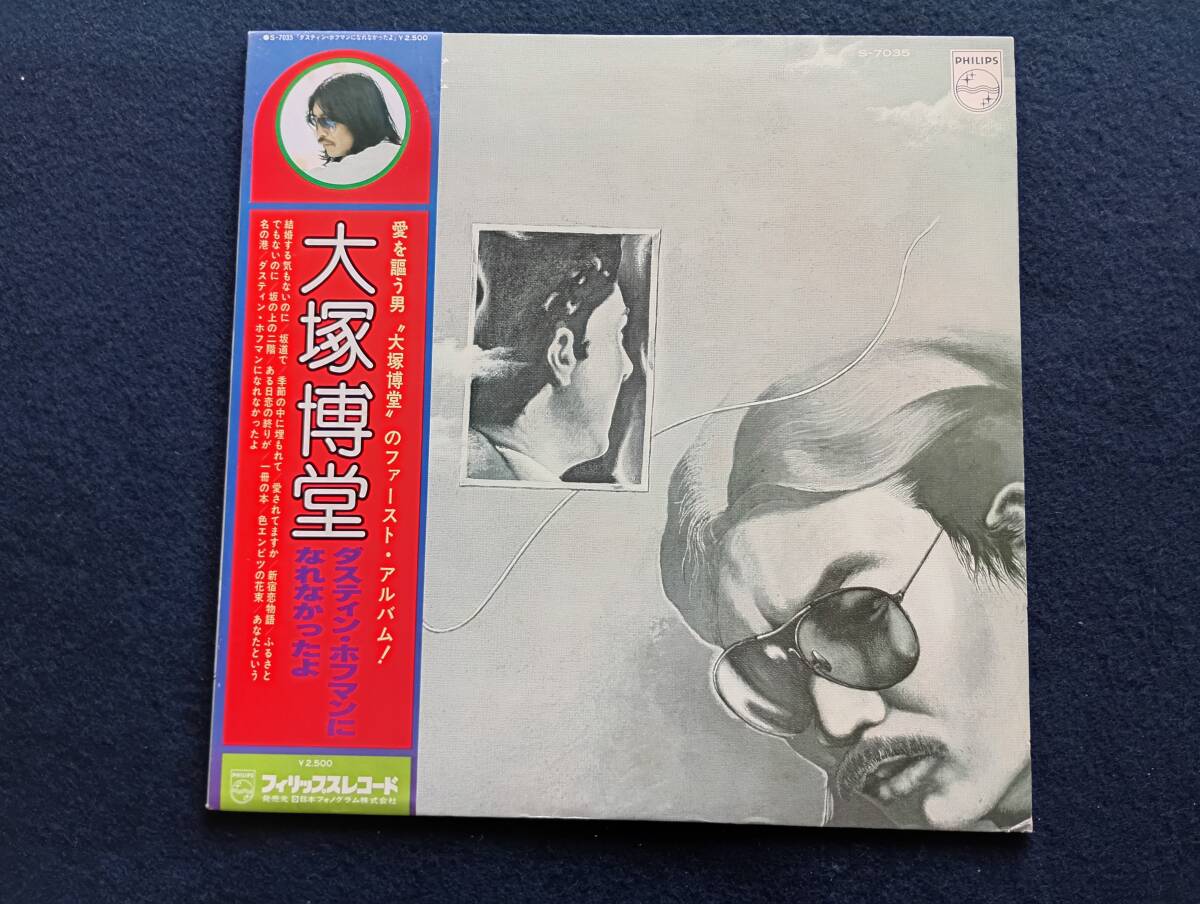 ●S-7035「ダスティン・ホフマンになれなかったよ」¥2,500
S-7035
PHILIPS
愛を謳う男〝大塚博堂〟のファースト・アルバム!
大塚博堂
ダスティン・ホフマンに
なれなかったよ
結婚する気もないのに/坂道で/季節の中に埋もれて/愛されてますか/新宿恋物語/ふるさと
でもないのに/坂の上の二階/ある日恋の終りが/一冊の本/色エンピツの花束/あなたという
名の港/ダスティン・ホフマンになれなかったよ
¥2,500
PHILIPS
フィリップスレコード
発売元 日本フォノグラム株式会社